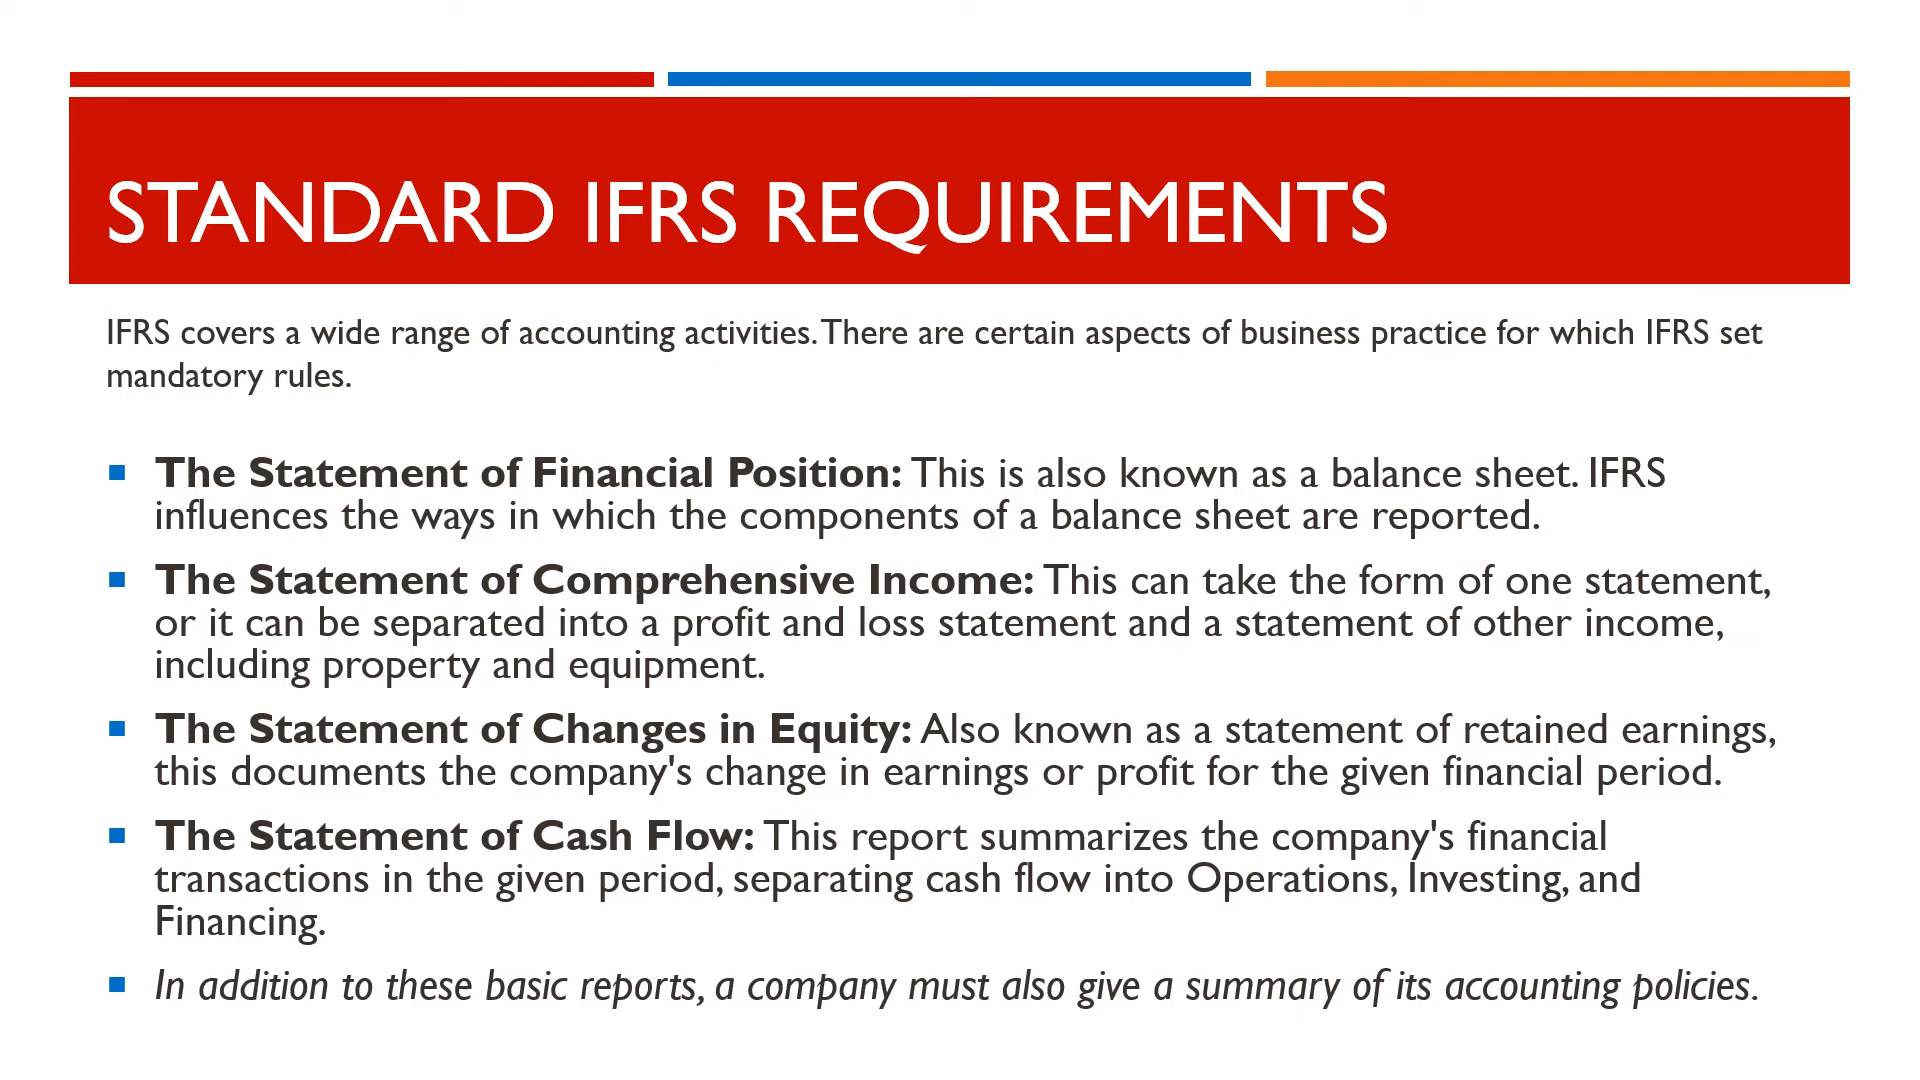 STANDARD IFRS REQUIREMENTS
IFRS covers a wide range of accounting activities. There are certain aspects of business practice for which IFRS set
mandatory rules.
The Statement of Financial Position: This is also known as a balance sheet. IFRS
influences the ways in which the components of a balance sheet are reported.
The Statement of Comprehensive Income: This can take the form of one statement,
or it can be separated into a profit and loss statement and a statement of other income,
including property and equipment.
The Statement of Changes in Equity: Also known as a statement of retained earnings,
this documents the company's change in earnings or profit for the given financial period.
The Statement of Cash Flow: This report summarizes the company's financial
transactions in the given period, separating cash flow into Operations, Investing, and
Financing.
In addition to these basic reports, a company must also give a summary of its accounting policies.